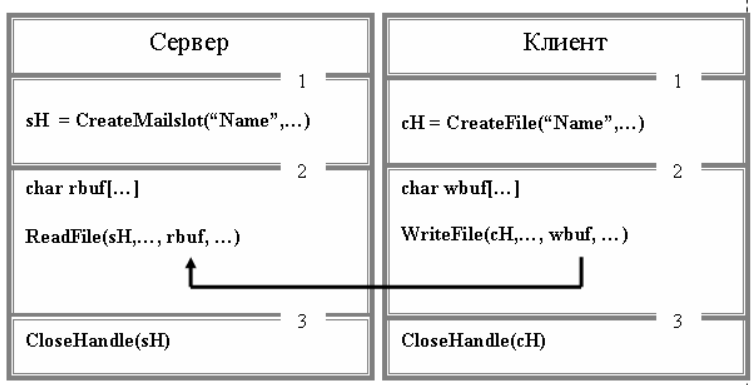 Сервер
1
sH = CreateMailslot(“Name”,…)
2
char rbuf[…]
ReadFile(sH,…, rbuf, …)
3
CloseHandle(sH)
Клиент
1
cH = CreateFile(“Name”,…)
2
char wbuf[…]
WriteFile(cH,…, wbuf, …)
3
CloseHandle(cH)